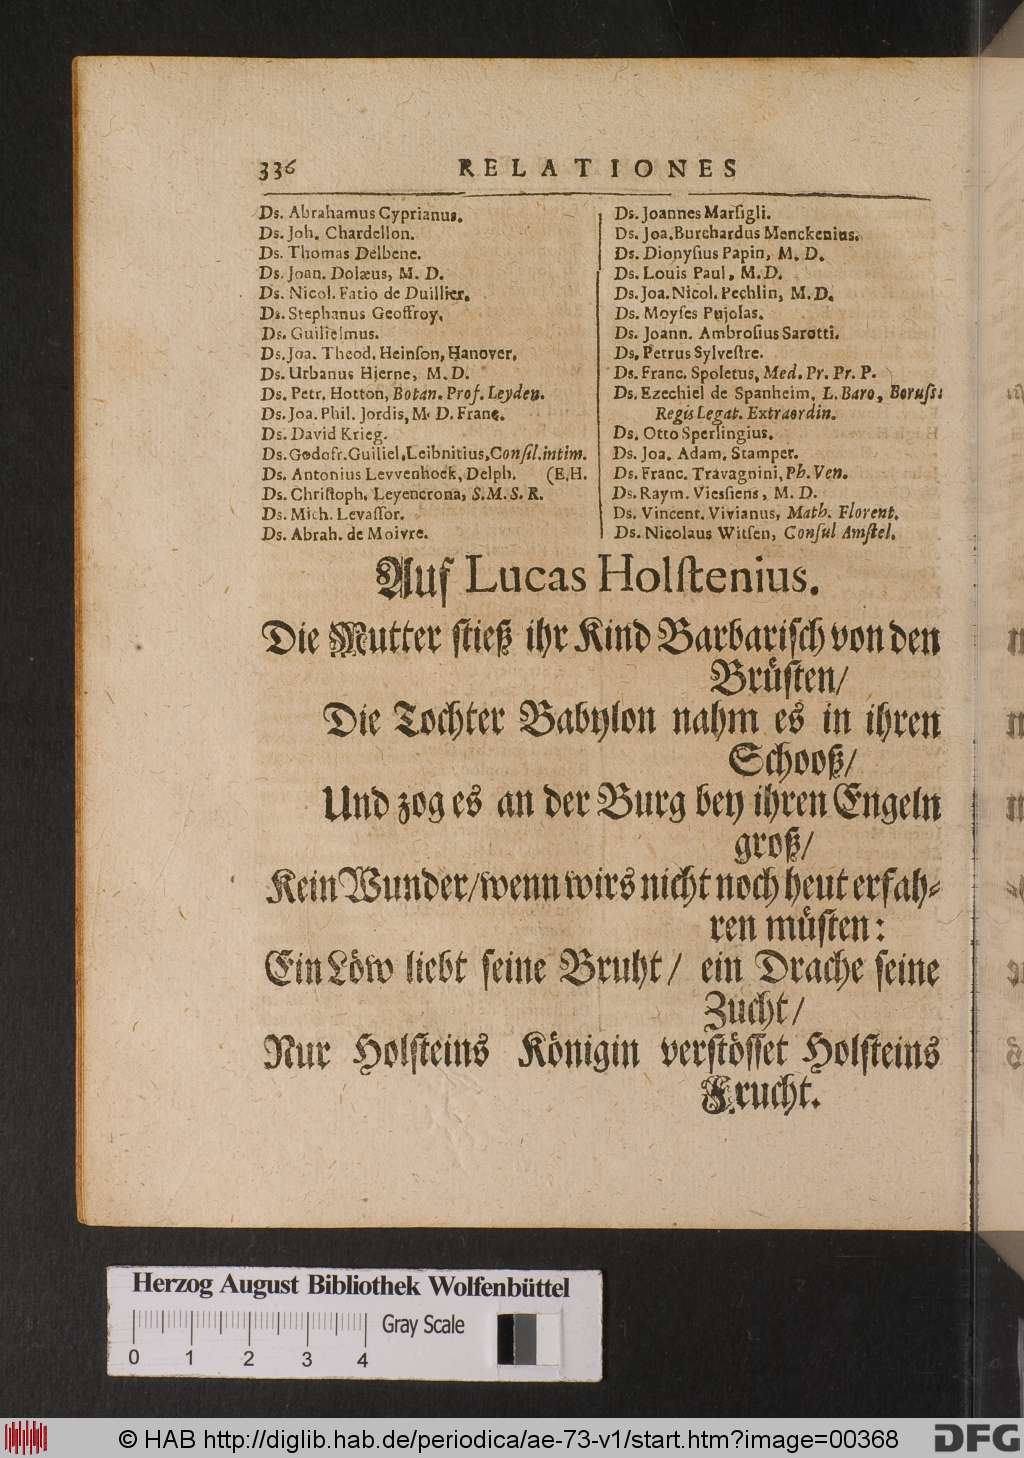 336 RELATIONES
Ds. Abrahamus Cyprianus.
Ds. Joh. Chardellon.
Ds. Thomas Delbene.
Ds. Joan. Dolæus, M. D.
Ds. Nicol. Fatio de Duillier.
Ds. Stephanus Geoffroy.
Ds. Guilielmus.
Ds. Joa. Theod. Heinson, Hanover.
Ds. Urbanus Hierne, M. D.
Ds. Petr. Hotton, Botan. Prof. Leyden.
Ds. Joa. Phil. Jordis, M. D. Franc.
Ds. David Krieg.
Ds. Godofr. Guiliel. Leibnitius, Conſil. intim.
Ds. Antonius Levvenhoek, Delph. (E.H.
Ds. Chriſtoph. Leyencrona, S. M. S. R.
Ds. Mich. Levaſſor.
Ds. Abrah. de Moivre.
Ds. Joannes Marſigli.
Ds. Joa. Burchardus Menckenius.
Ds. Dionyſius Papin, M. D.
Ds. Louis Paul, M. D.
Ds. Joa. Nicol. Pechlin, M. D.
Ds. Moyſes Pujolas.
Ds. Joann. Ambroſius Sarotti.
Ds. Petrus Sylveſtre.
Ds. Franc. Spoletus, Med. Pr. Pr. P.
Ds. Ezechiel de Spanheim, L. Baro, Boruſſ:
Regis Legat. Extraordin.
Ds. Otto Sperlingius.
Ds. Joa. Adam. Stamper.
Ds. Franc. Travagnini, Ph. Ven.
Ds. Raym. Vieſſiens, M. D.
Ds. Vincent. Vivianus, Math. Florent.
Ds. Nicolaus Witſen, Conſul Amſtel.
Auf Lucas Holſtenius.
Die Mutter ſtieß ihr Kind Barbariſch von den
Brüſten/
Die Tochter Babylon nahm es in ihren
Schooß/
Und zog es an der Burg bey ihren Engeln
groß/
Kein Wunder/ wenn wirs nicht noch heut erfah⸗
ren müſten:
Ein Löw liebt ſeine Bruht/ ein Drache ſeine
Zucht/
Nur Holſteins Königin verſtöſſet Holſteins
Frucht.
Herzog August Bibliothek Wolfenbüttel
Gray Scale
0 1 2 3 4
© HAB http://diglib.hab.de/periodica/ae-73-v1/start.htm?image=00368
DFG